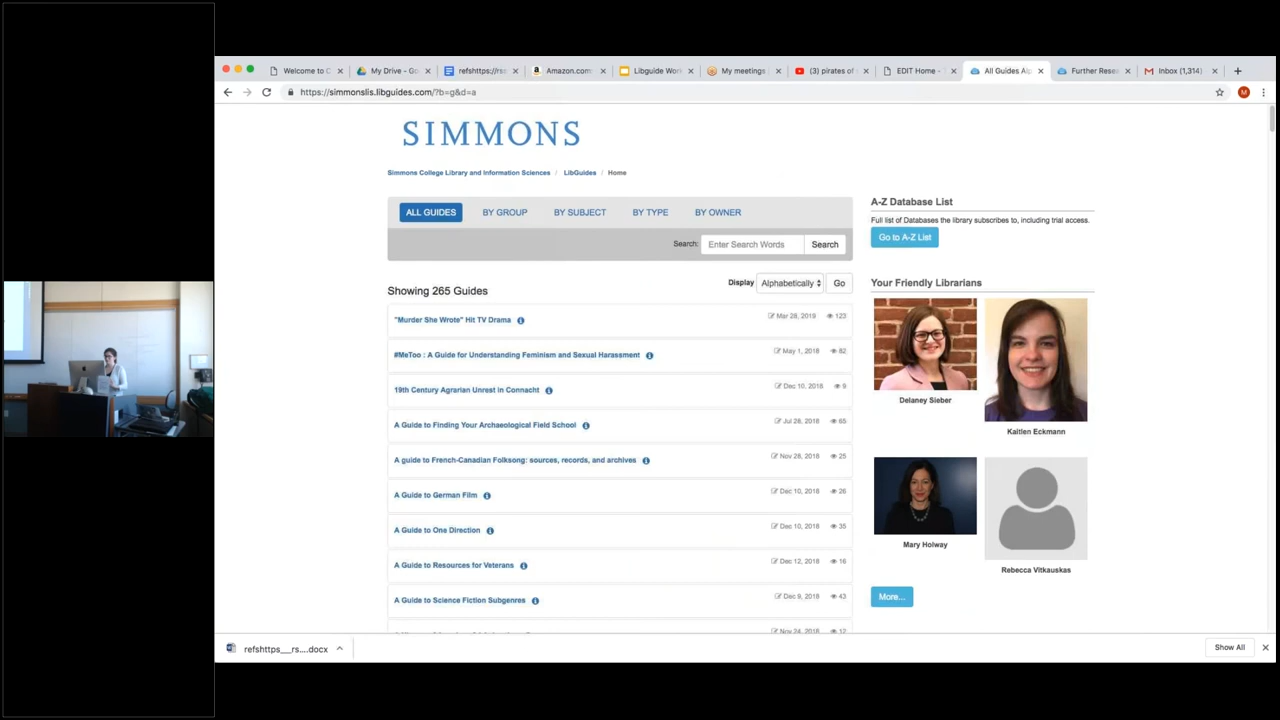 Welcome to C
My Drive - Go
refshttps://rss
Amazon.com:
Libguide Wor
My meetings
(3) pirates of
EDIT Home -
All Guides Al
Further Resea
Inbox (1,314)
https://simmonslis.libguides.com/?b=g&d=a
M
SIMMONS
Simmons College Library and Information Sciences / LibGuides / Home
ALL GUIDES BY GROUP BY SUBJECT BY TYPE BY OWNER
Search: Enter Search Words Search
Display Alphabetically Go
Showing 265 Guides
"Murder She Wrote" Hit TV Drama Mar 28, 2019 123
#MeToo : A Guide for Understanding Feminism and Sexual Harassment May 1, 2018 82
19th Century Agrarian Unrest in Connacht Dec 10, 2018 9
A Guide to Finding Your Archaeological Field School Jul 26, 2018 65
A guide to French-Canadian Folksong: sources, records, and archives Nov 28, 2018 25
A Guide to German Film Dec 10, 2018 26
A Guide to One Direction Dec 10, 2018 35
A Guide to Resources for Veterans Dec 12, 2018 16
A Guide to Science Fiction Subgenres Dec 9, 2018 43
Nov 24, 2018 12
A-Z Database List
Full list of Databases the library subscribes to, including trial access.
Go to A-Z List
Your Friendly Librarians
Delaney Sieber
Kaitlen Eckmann
Mary Holway
Rebecca Vitkauskas
More...
refshttps___rs....docx
Show All